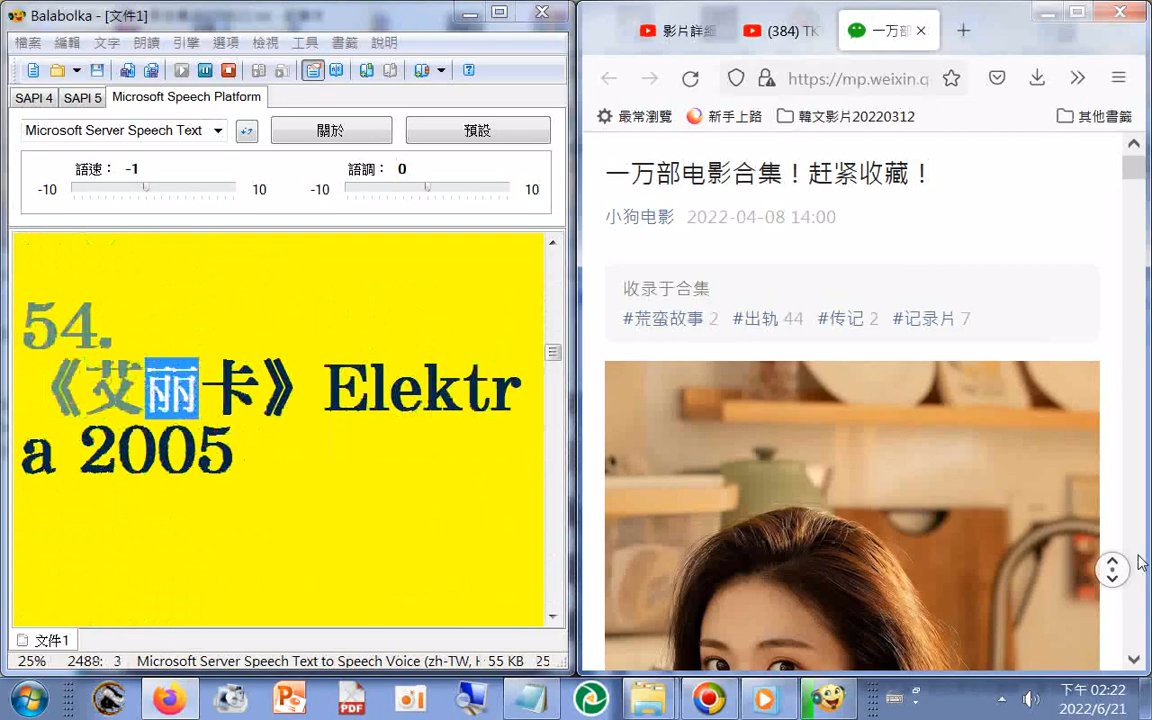 Balabolka - [文件1]
檔案 編輯 文字 朗讀 引擎 選項 檢視 工具 書籤 說明
SAPI 4 SAPI 5 Microsoft Speech Platform
Microsoft Server Speech Text 關於 預設
語速： -1 語調： 0
-10 10 -10 10
54.
《艾丽卡》 Elektr
a 2005
文件1
25% 2488: 3 Microsoft Server Speech Text to Speech Voice (zh-TW, H 55 KB 25
影片詳細 (384) TK 一万部
https://mp.weixin.q
最常瀏覽 新手上路 韓文影片20220312 其他書籤
一万部电影合集！赶紧收藏！
小狗电影 2022-04-08 14:00
收录于合集
#荒蛮故事 2 #出轨 44 #传记 2 #记录片 7
PDF
下午 02:22
2022/6/21